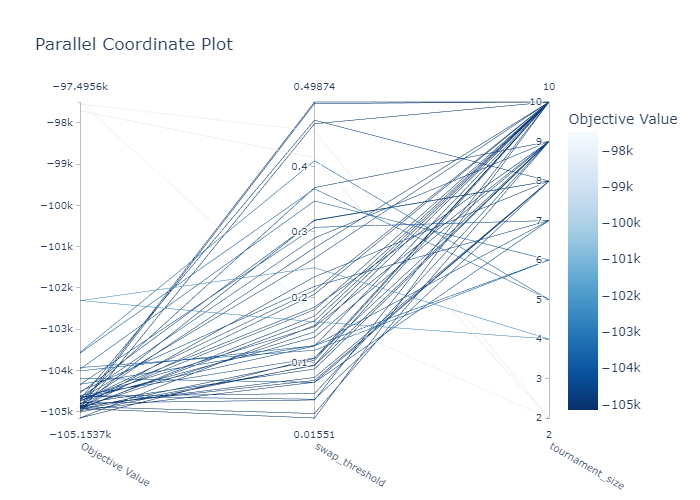 Parallel Coordinate Plot
−97.4956k
0.49874
10
−98k
−99k
−100k
−101k
−102k
−103k
−104k
−105k
−105.1537k
Objective Value
0.4
0.3
0.2
0.1
0.01551
swap_threshold
10
9
8
7
6
5
4
3
2
2
tournament_size
Objective Value
−98k
−99k
−100k
−101k
−102k
−103k
−104k
−105k